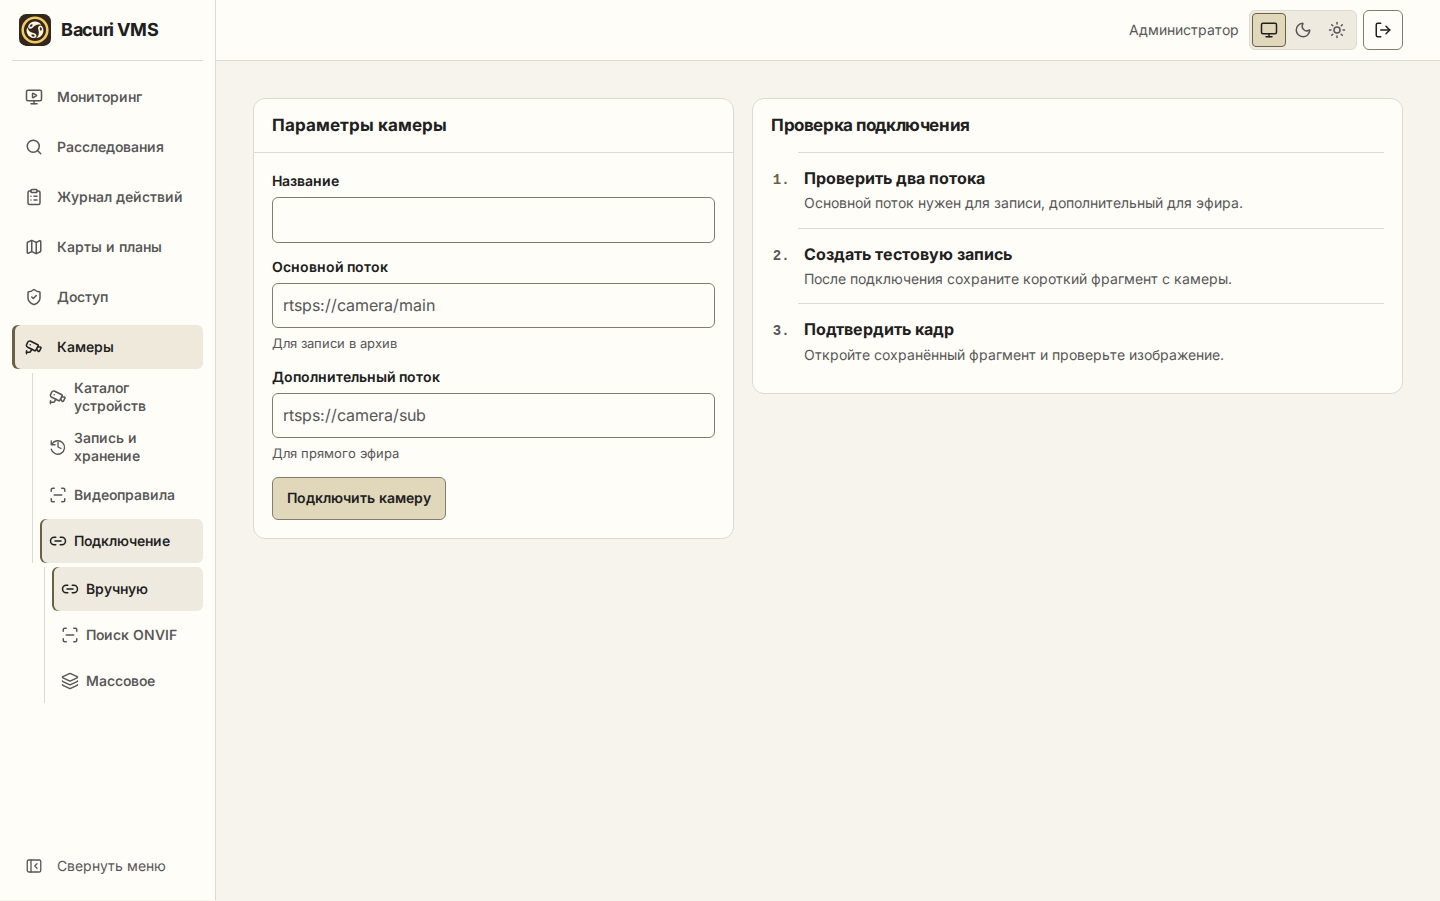 Bacuri VMS
Администратор
Мониторинг
Расследования
Журнал действий
Карты и планы
Доступ
Камеры
Каталог
устройств
Запись и
хранение
Видеоправила
Подключение
Вручную
Поиск ONVIF
Массовое
Свернуть меню
Параметры камеры
Название
Основной поток
rtsps://camera/main
Для записи в архив
Дополнительный поток
rtsps://camera/sub
Для прямого эфира
Подключить камеру
Проверка подключения
1. Проверить два потока
Основной поток нужен для записи, дополнительный для эфира.
2. Создать тестовую запись
После подключения сохраните короткий фрагмент с камеры.
3. Подтвердить кадр
Откройте сохранённый фрагмент и проверьте изображение.